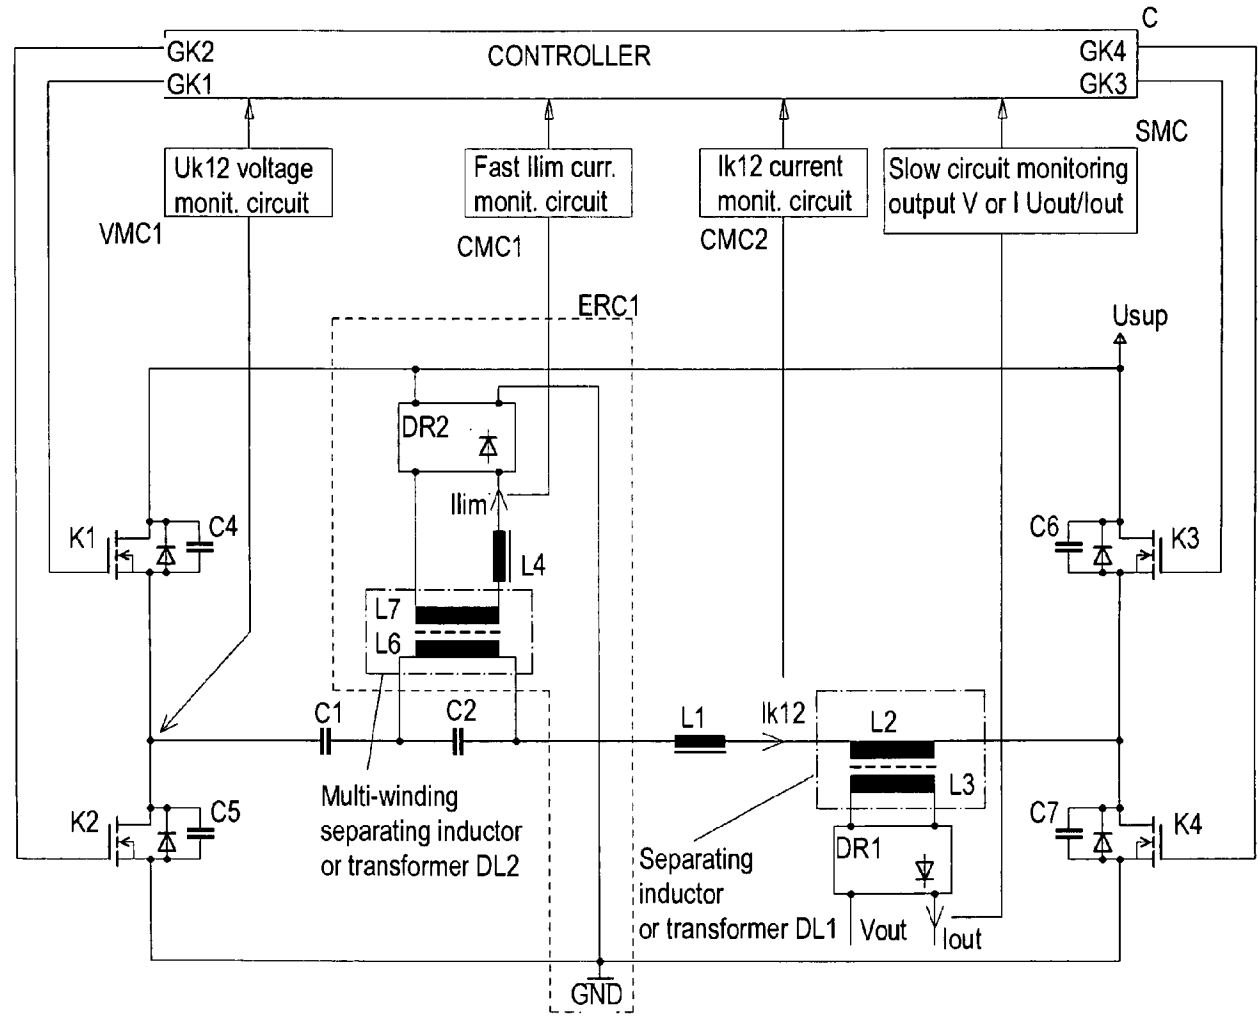 C
GK2
CONTROLLER
GK4
GK1
GK3
SMC
Uk12 voltage
monit. circuit
Fast Ilim curr.
monit. circuit
Ik12 current
monit. circuit
Slow circuit monitoring
output V or I Uout/Iout
VMC1
CMC1
CMC2
ERC1
Usup
DR2
Ilim
K1
C4
L4
C6
K3
L7
L6
C1
C2
L1
Ik12
L2
L3
Multi-winding
separating inductor
or transformer DL2
K2
C5
C7
K4
DR1
Separating
inductor
or transformer DL1
Vout
Iout
GND